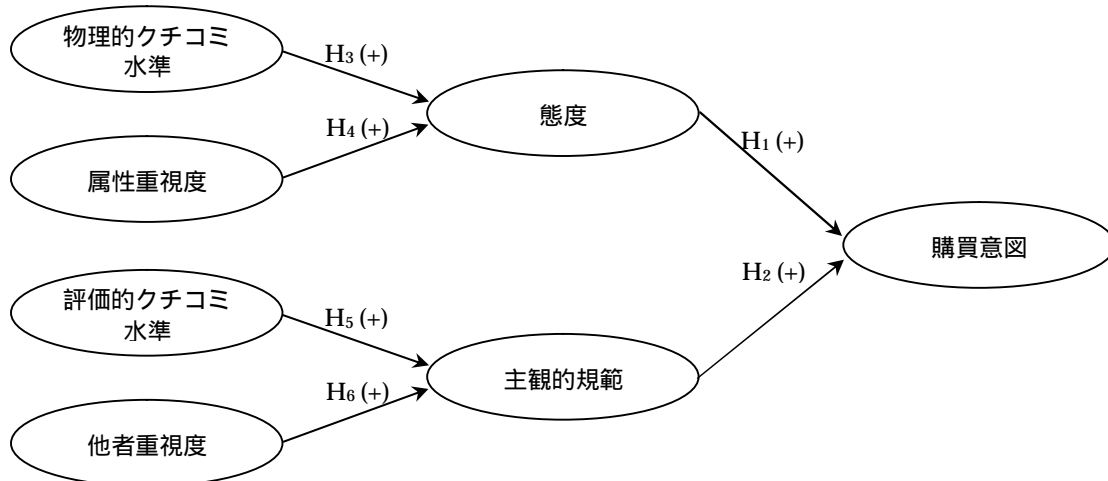 物理的クチコミ
水準
H₃ (+)
態度
H₄ (+)
属性重視度
H₁ (+)
購買意図
H₂ (+)
評価的クチコミ
水準
H₅ (+)
主観的規範
H₆ (+)
他者重視度